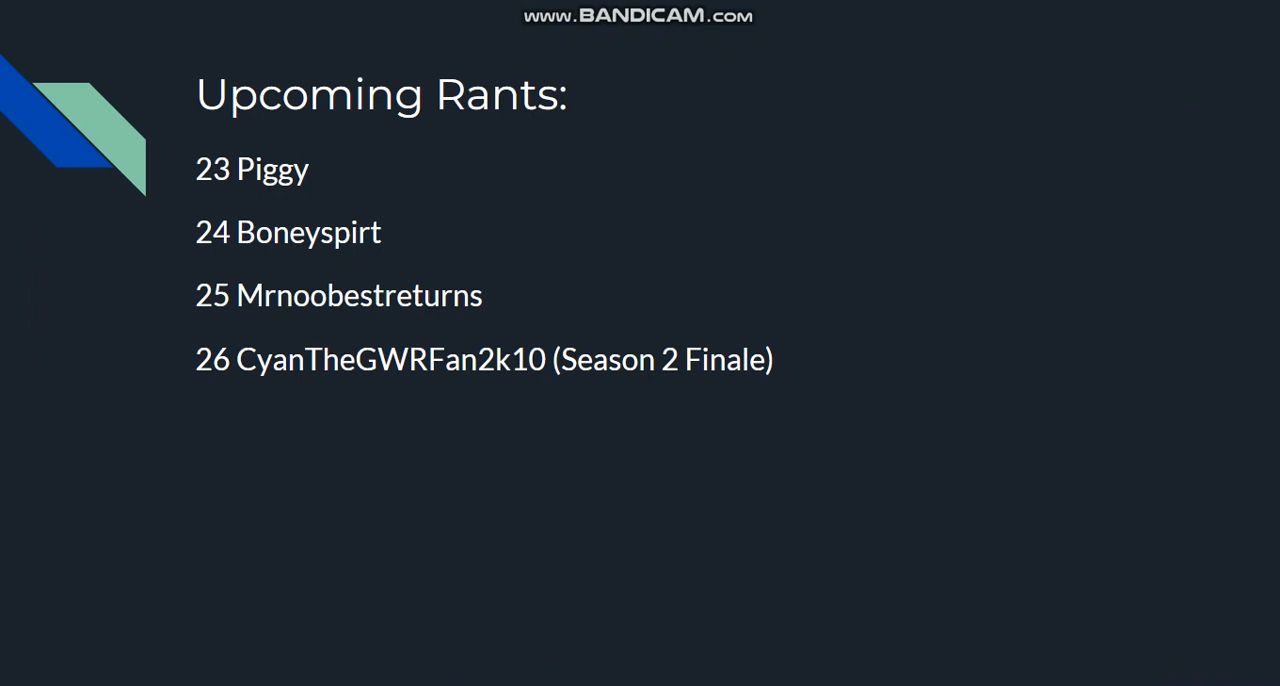 www.BANDICAM.com
Upcoming Rants:
23 Piggy
24 Boneyspirt
25 Mrnoobestreturns
26 CyanTheGWRFan2k10 (Season 2 Finale)